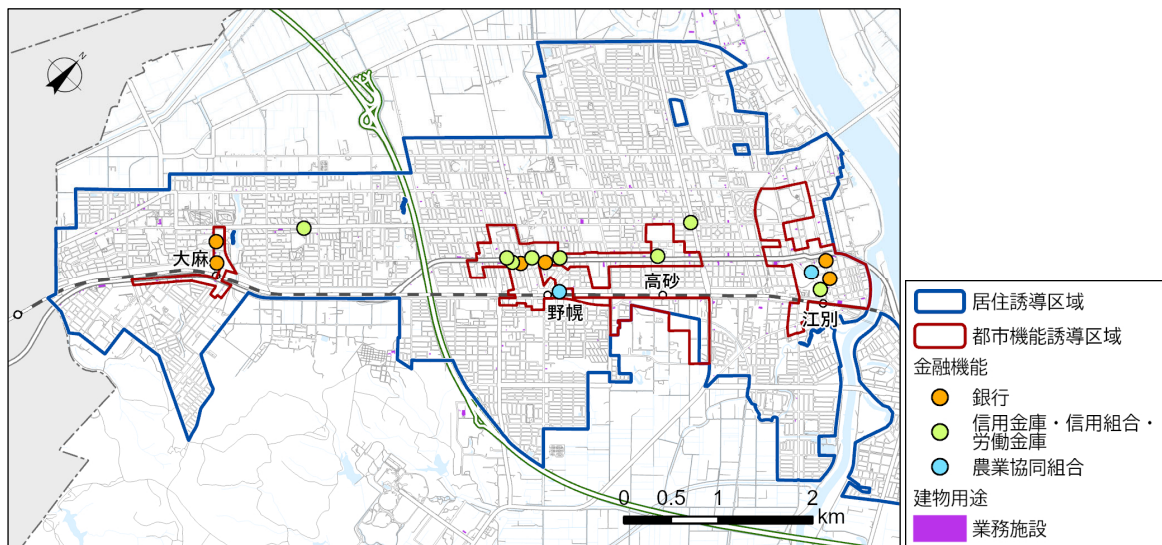 N
大麻
高砂
野幌
江別
0 0.5 1 2
km
居住誘導区域
都市機能誘導区域
金融機能
銀行
信用金庫・信用組合・
労働金庫
農業協同組合
建物用途
業務施設